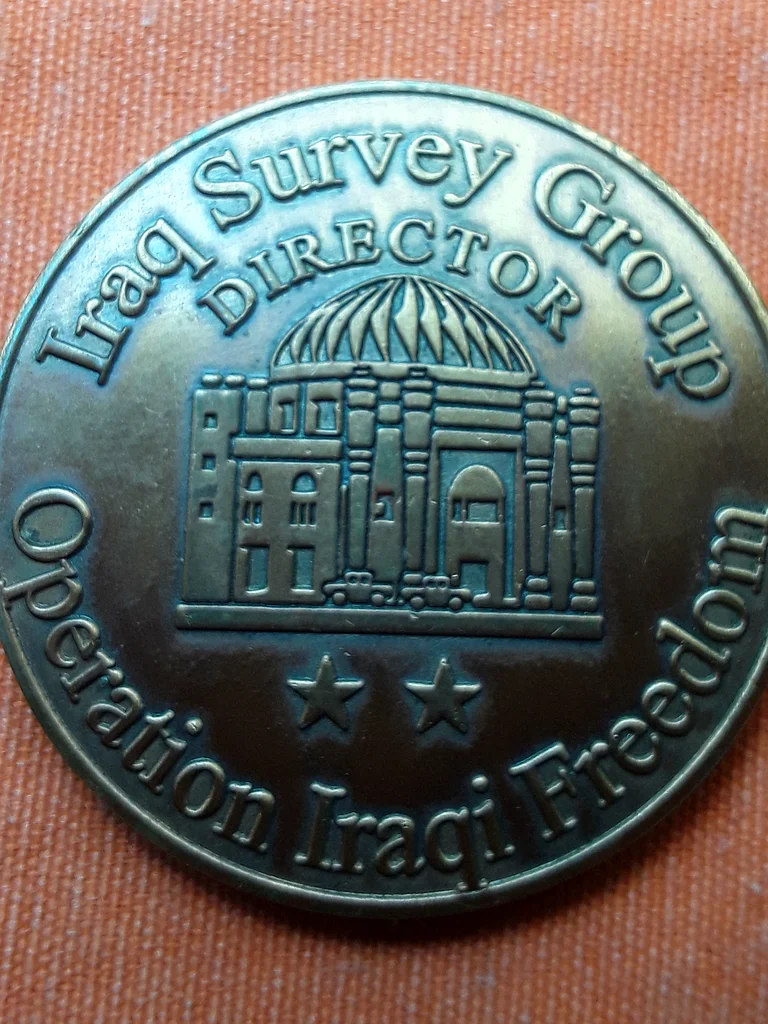 Iraq Survey Group
DIRECTOR
Operation Iraqi Freedom